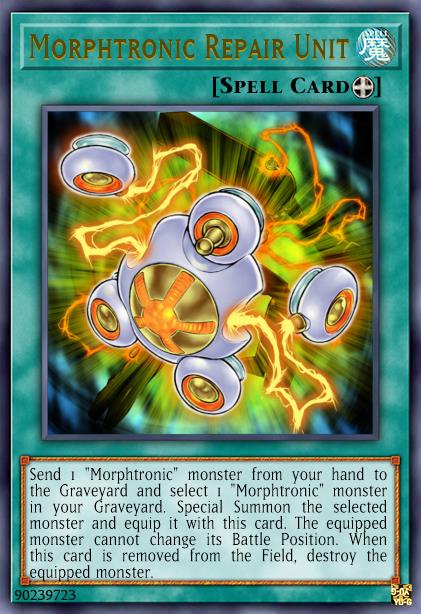 Morphtronic Repair Unit
SPELL
魔
[Spell Card]
Send 1 "Morphtronic" monster from your hand to
the Graveyard and select 1 "Morphtronic" monster
in your Graveyard. Special Summon the selected
monster and equip it with this card. The equipped
monster cannot change its Battle Position. When
this card is removed from the Field, destroy the
equipped monster.
90239723